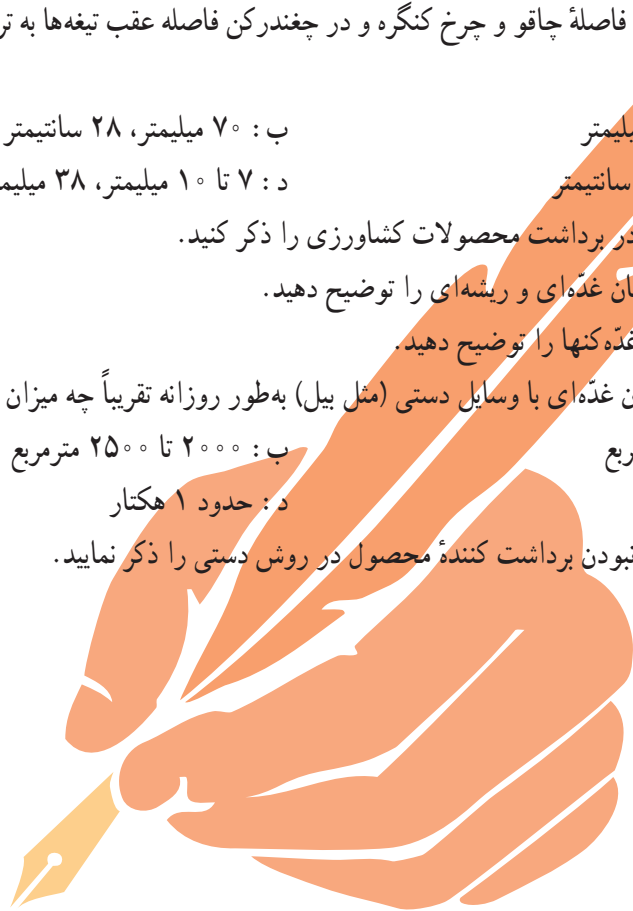 فاصلهٔ چاقو و چرخ کنگره و در چغندرکن فاصله عقب تیغه‌ها به
ب : ۷۰ میلیمتر، ۲۸ سانتیمتر
سانتیمتر د : ۷ تا ۱۰ میلیمتر، ۳۸
در برداشت محصولات کشاورزی را ذکر کنید.
غدّه‌ای و ریشه‌ای را توضیح دهید.
غدّه‌کنها را توضیح دهید.
غدّه‌ای با وسایل دستی (مثل بیل) به‌طور روزانه تقریباً چه میزان
ب : ۲۰۰۰ تا ۲۵۰۰ مترمربع
د : حدود ۱ هکتار
نبودن برداشت کنندهٔ محصول در روش دستی را ذکر نمایید.